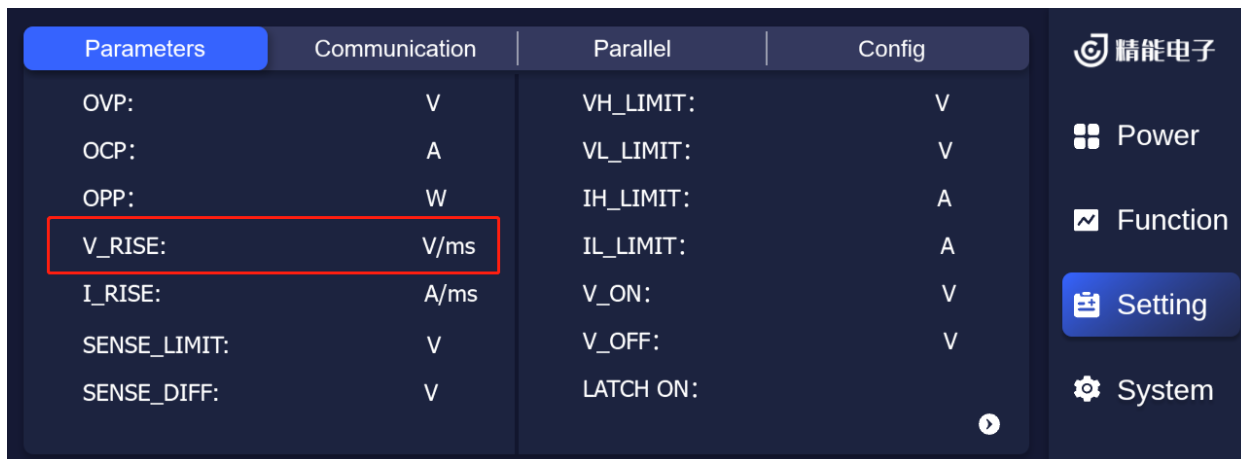 Parameters Communication Parallel Config
OVP: V
OCP: A
OPP: W
V_RISE: V/ms
I_RISE: A/ms
SENSE_LIMIT: V
SENSE_DIFF: V
VH_LIMIT: V
VL_LIMIT: V
IH_LIMIT: A
IL_LIMIT: A
V_ON: V
V_OFF: V
LATCH ON:
精能电子
Power
Function
Setting
System